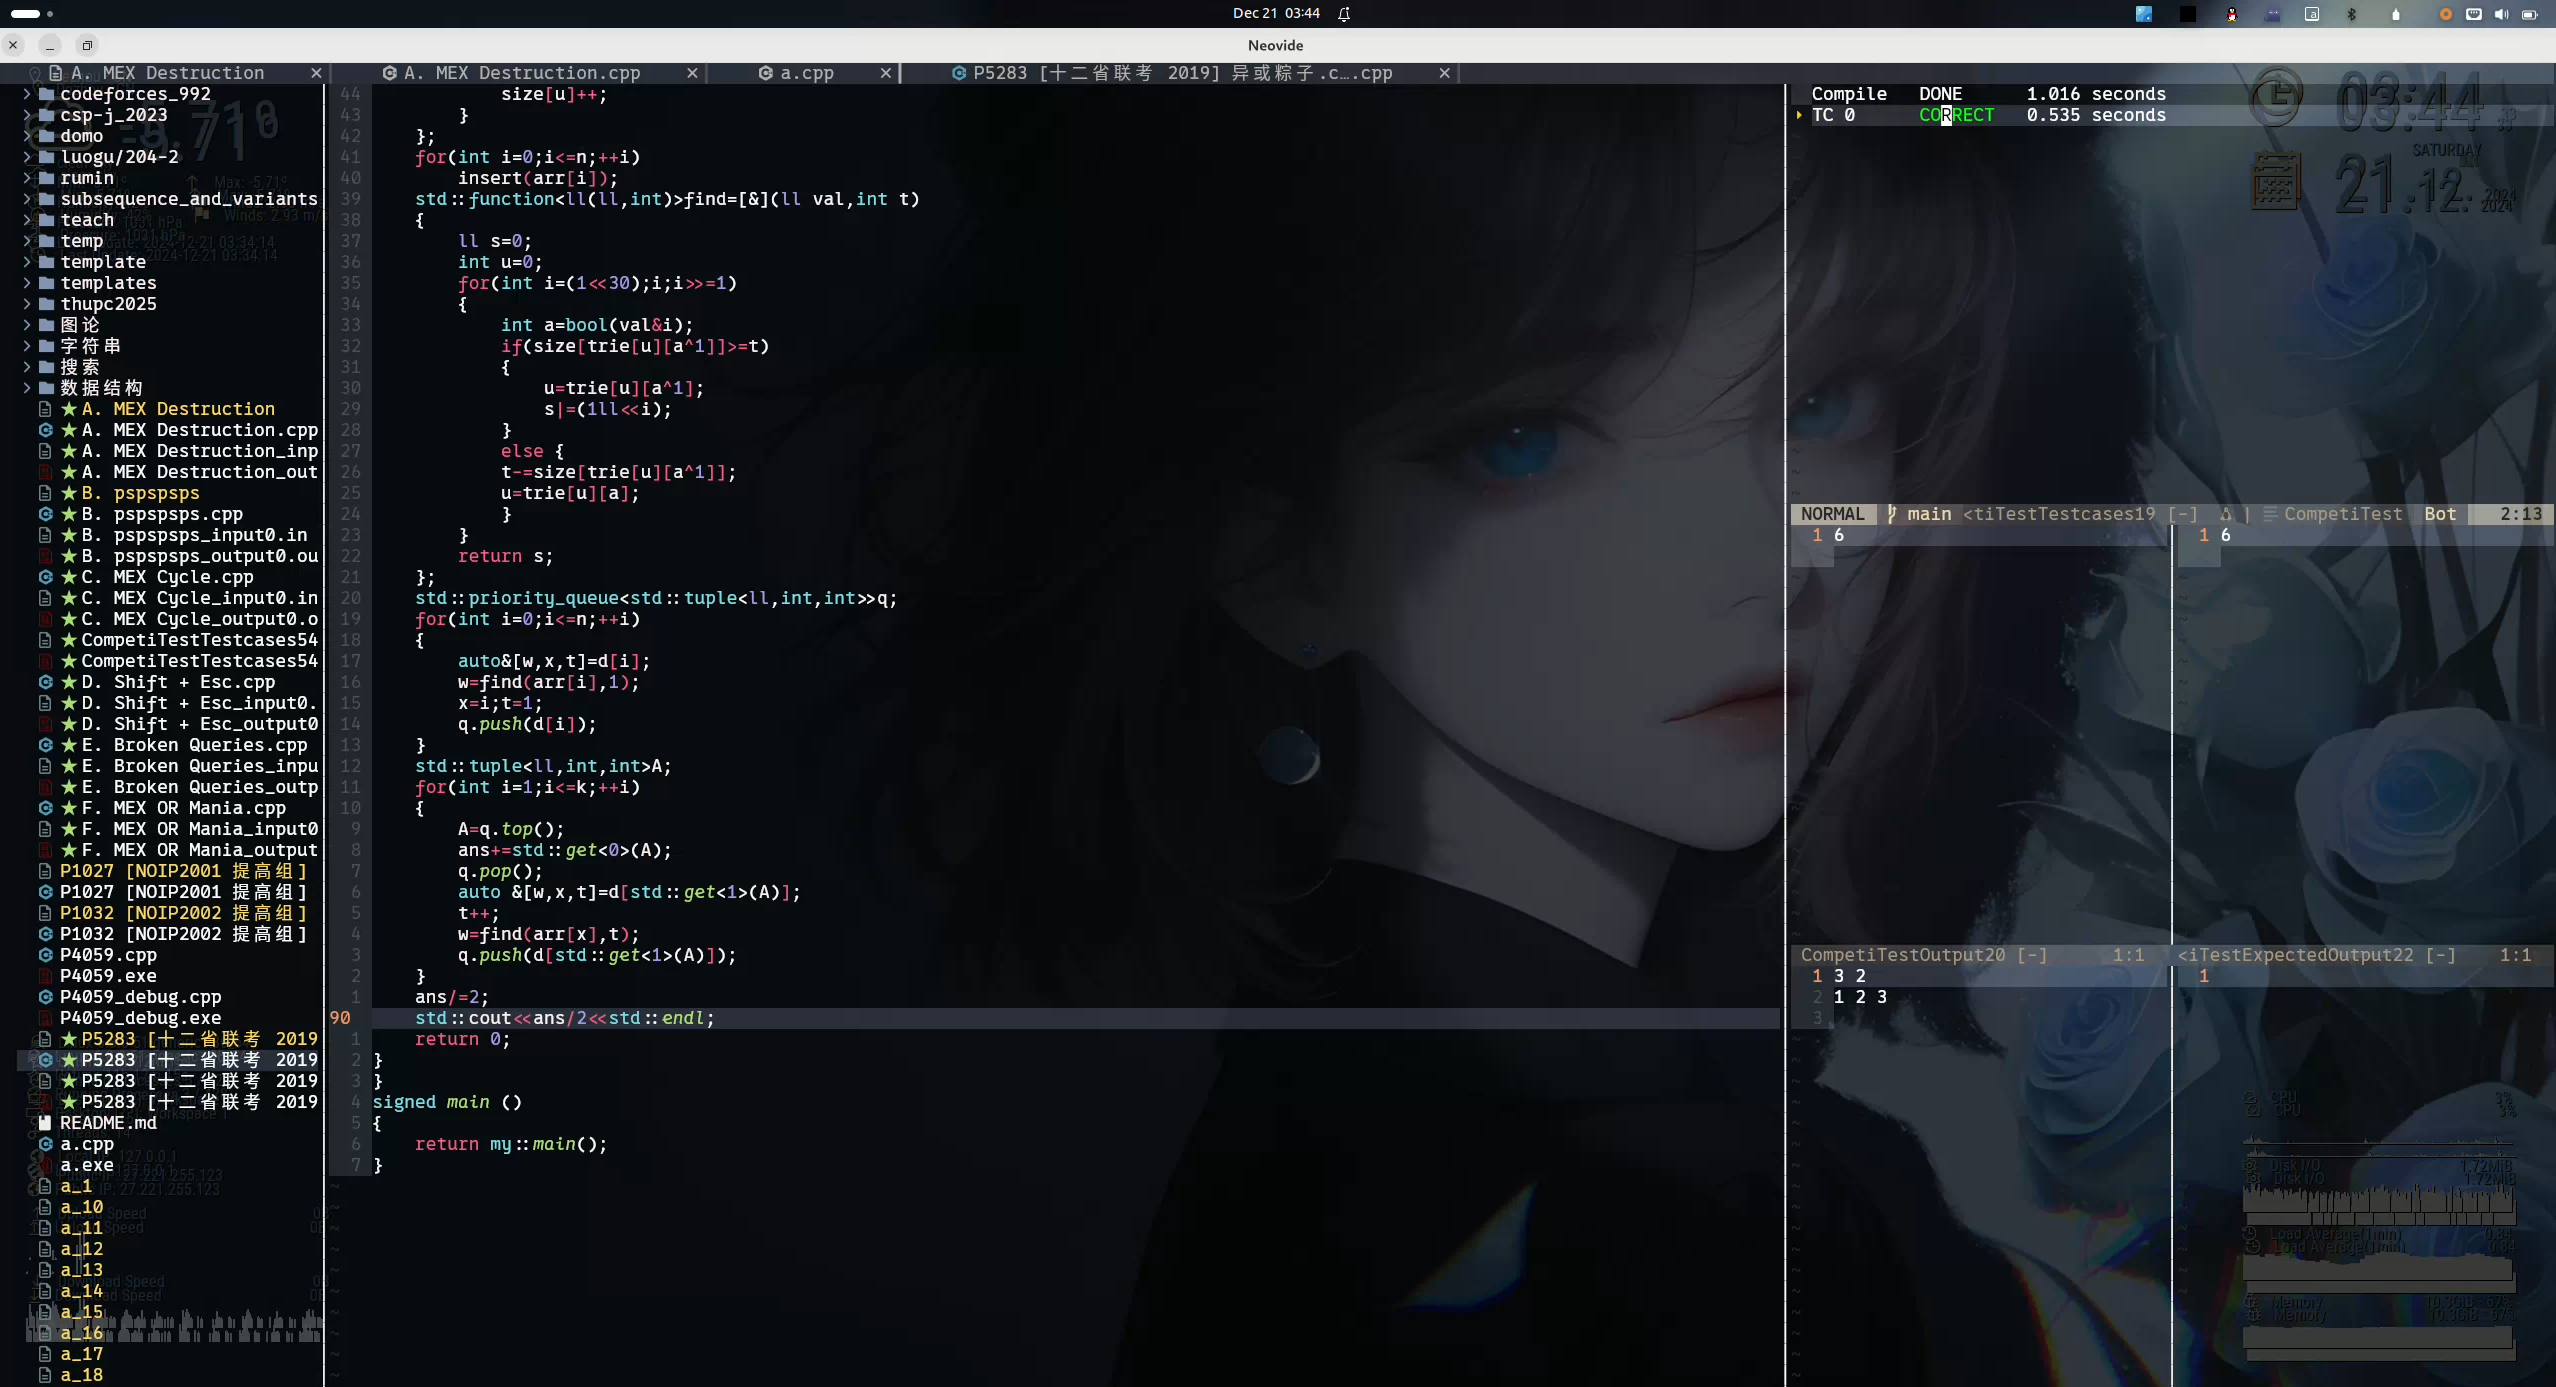 Dec 21 03:44
Neovide
A. MEX Destruction
A. MEX Destruction.cpp
a.cpp
P5283 [十二省联考 2019] 异或粽子.c….cpp
codeforces_992
csp-j_2023
domo
luogu/204-2
rumin
subsequence_and_variants
teach
temp
template
templates
thupc2025
图论
字符串
搜索
数据结构
★A. MEX Destruction
★A. MEX Destruction.cpp
★A. MEX Destruction_inp
★A. MEX Destruction_out
★B. pspspsps
★B. pspspsps.cpp
★B. pspspsps_input0.in
★B. pspspsps_output0.ou
★C. MEX Cycle.cpp
★C. MEX Cycle_input0.in
★C. MEX Cycle_output0.o
★CompetiTestTestcases54
★CompetiTestTestcases54
★D. Shift + Esc.cpp
★D. Shift + Esc_input0.
★D. Shift + Esc_output0
★E. Broken Queries.cpp
★E. Broken Queries_inpu
★E. Broken Queries_outp
★F. MEX OR Mania.cpp
★F. MEX OR Mania_input0
★F. MEX OR Mania_output
P1027 [NOIP2001 提高组]
P1027 [NOIP2001 提高组]
P1032 [NOIP2002 提高组]
P1032 [NOIP2002 提高组]
P4059.cpp
P4059.exe
P4059_debug.cpp
P4059_debug.exe
★P5283 [十二省联考 2019
★P5283 [十二省联考 2019
★P5283 [十二省联考 2019
★P5283 [十二省联考 2019
README.md
a.cpp
a.exe
a_1
a_10
a_11
a_12
a_13
a_14
a_15
a_16
a_17
a_18
44 size[u]++;
43 }
42 };
41 for(int i=0;i<=n;++i)
40 insert(arr[i]);
39 std::function<ll(ll,int)>find=[&](ll val,int t)
38 {
37 ll s=0;
36 int u=0;
35 for(int i=(1<<30);i;i>>=1)
34 {
33 int a=bool(val&i);
32 if(size[trie[u][a^1]]>=t)
31 {
30 u=trie[u][a^1];
29 s|=(1ll<<i);
28 }
27 else {
26 t-=size[trie[u][a^1]];
25 u=trie[u][a];
24 }
23 }
22 return s;
21 };
20 std::priority_queue<std::tuple<ll,int,int>>q;
19 for(int i=0;i<=n;++i)
18 {
17 auto&[w,x,t]=d[i];
16 w=find(arr[i],1);
15 x=i;t=1;
14 q.push(d[i]);
13 }
12 std::tuple<ll,int,int>A;
11 for(int i=1;i<=k;++i)
10 {
9 A=q.top();
8 ans+=std::get<0>(A);
7 q.pop();
6 auto &[w,x,t]=d[std::get<1>(A)];
5 t++;
4 w=find(arr[x],t);
3 q.push(d[std::get<1>(A)]);
2 }
1 ans/=2;
90 std::cout<<ans/2<<std::endl;
1 return 0;
2 }
3 }
4 signed main ()
5 {
6 return my::main();
7 }
Compile DONE 1.016 seconds
TC 0 CORRECT 0.535 seconds
NORMAL main <tiTestTestcases19 [-] | CompetiTest Bot 2:13
1 6
1 6
CompetiTestOutput20 [-] 1:1
<iTestExpectedOutput22 [-] 1:1
1 3 2
2 1 2 3
3
1
03:44
SATURDAY
21.12.
2024
CPU 3%
Disk I/O 1.72MiB
Load Average(1min) 0.84
Memory